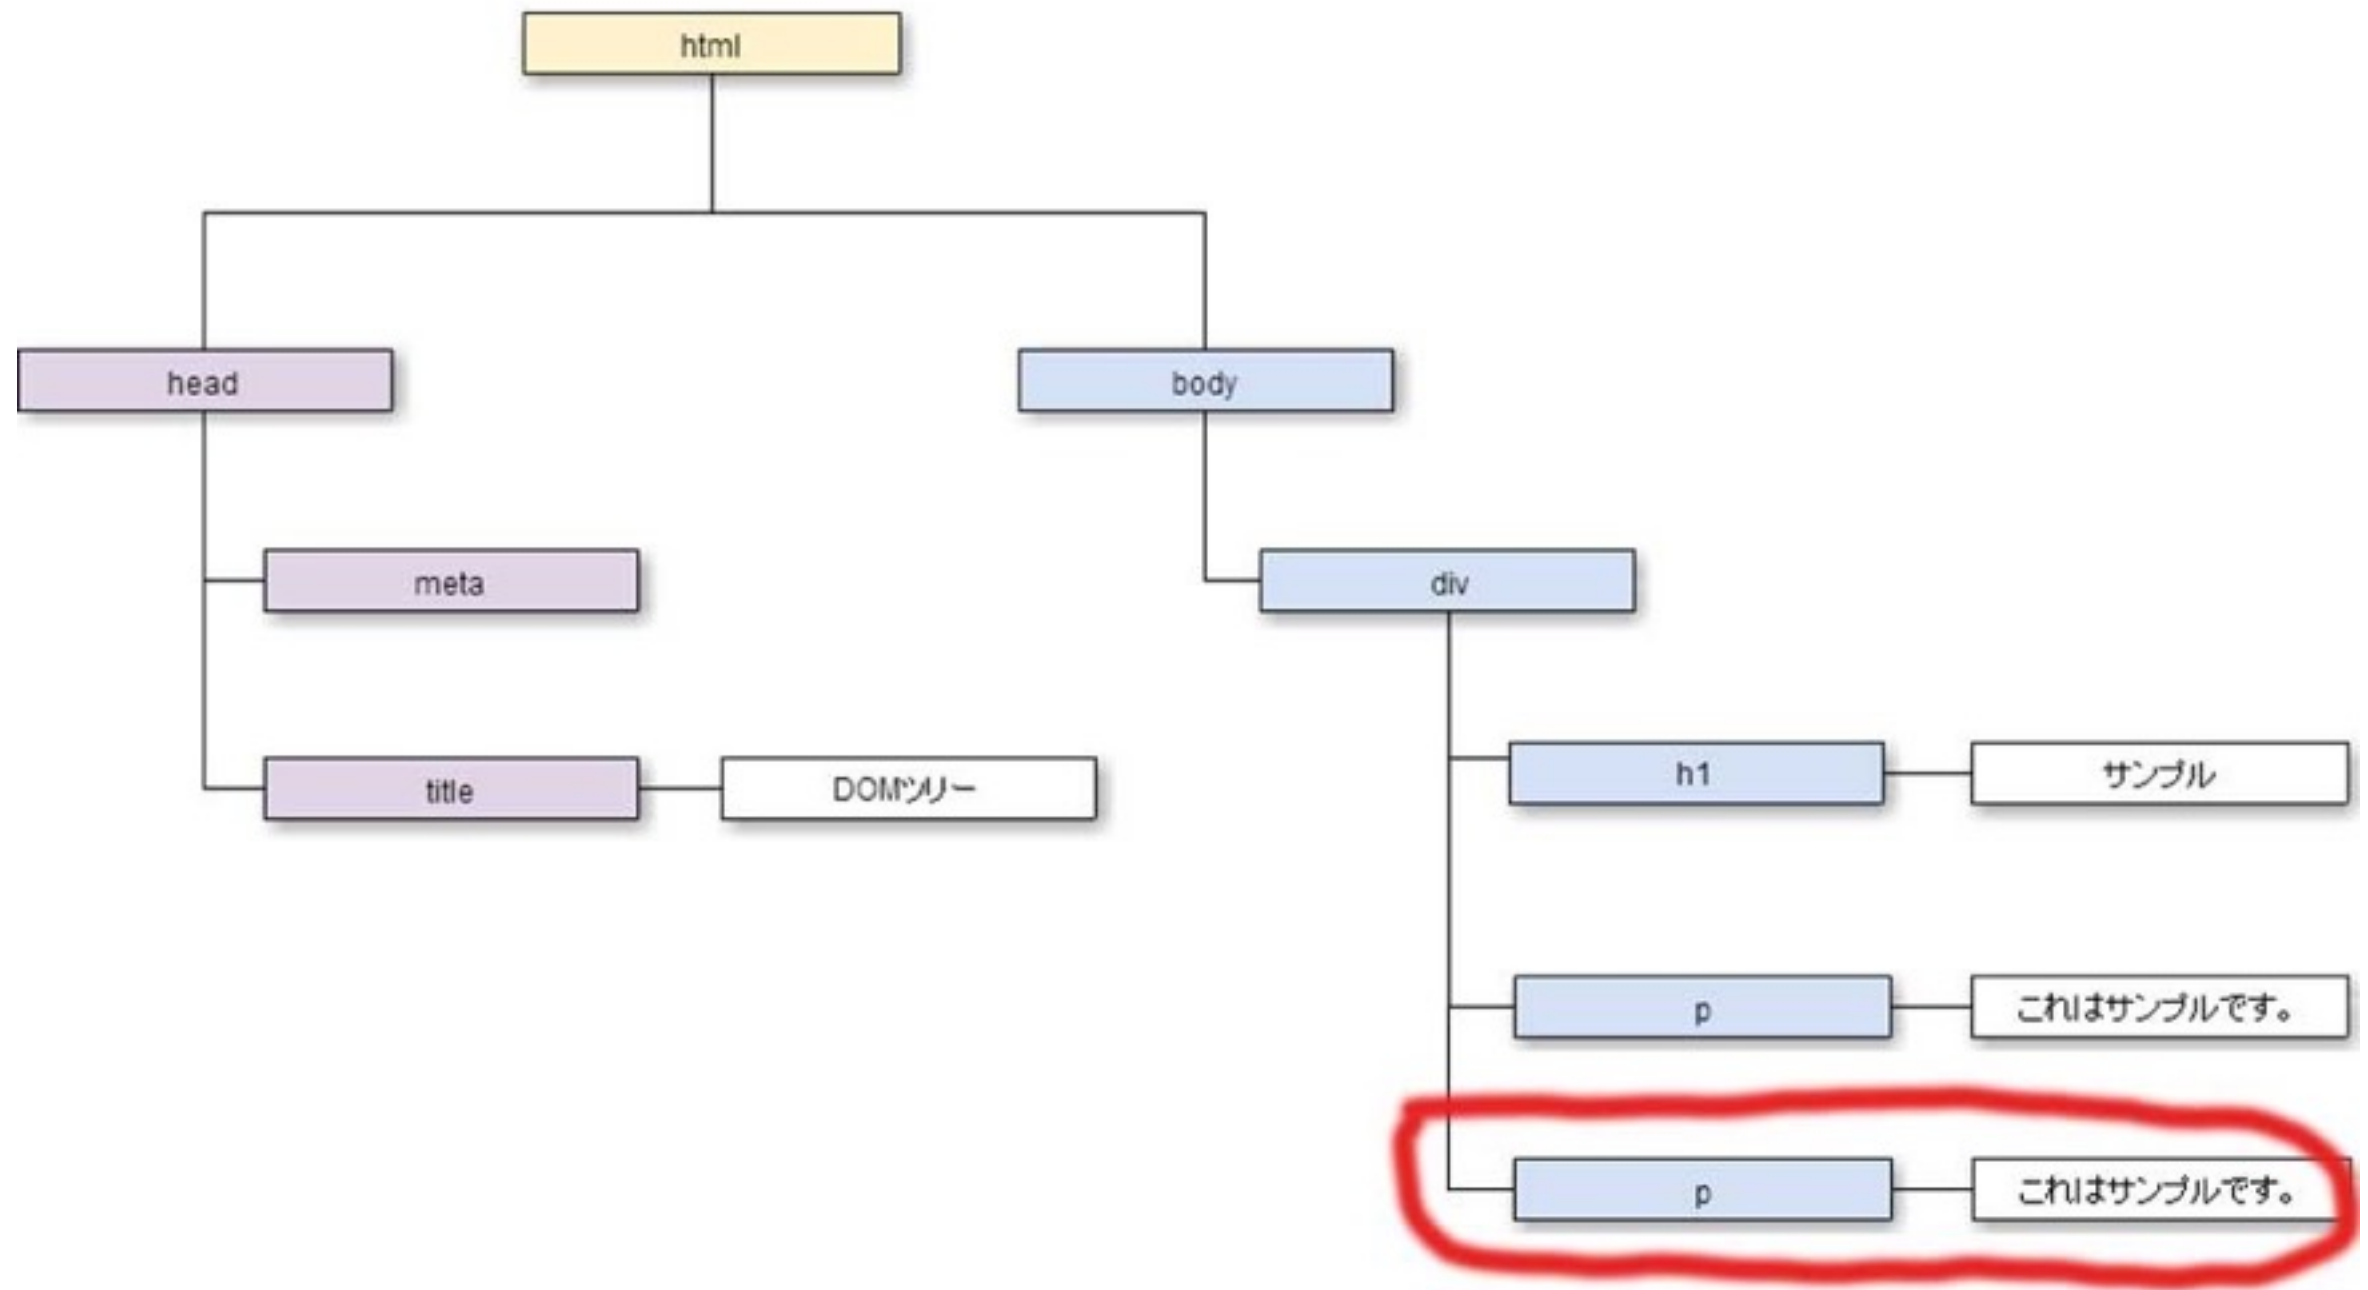 html
head
body
meta
div
title
DOMツリー
h1
サンプル
p
これはサンプルです。
p
これはサンプルです。